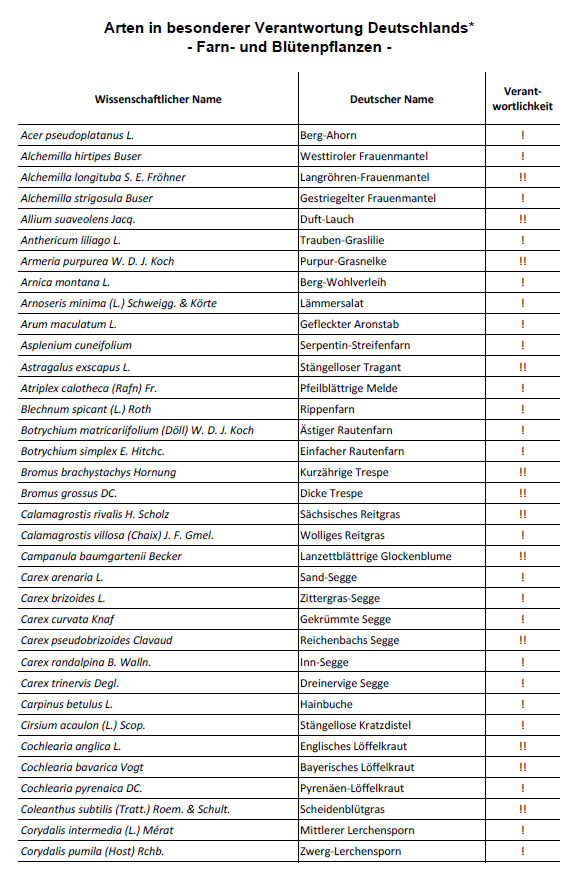 Arten in besonderer Verantwortung Deutschlands*
- Farn- und Blütenpflanzen -
Wissenschaftlicher Name Deutscher Name Verant-
wortlichkeit
Acer pseudoplatanus L. Berg-Ahorn !
Alchemilla hirtipes Buser Westtiroler Frauenmantel !
Alchemilla longituba S. E. Fröhner Langröhren-Frauenmantel !!
Alchemilla strigosula Buser Gestriegelter Frauenmantel !
Allium suaveolens Jacq. Duft-Lauch !!
Anthericum liliago L. Trauben-Graslilie !
Armeria purpurea W. D. J. Koch Purpur-Grasnelke !!
Arnica montana L. Berg-Wohlverleih !
Arnoseris minima (L.) Schweigg. & Körte Lämmersalat !
Arum maculatum L. Gefleckter Aronstab !
Asplenium cuneifolium Serpentin-Streifenfarn !
Astragalus exscapus L. Stängelloser Tragant !!
Atriplex calotheca (Rafn) Fr. Pfeilblättrige Melde !
Blechnum spicant (L.) Roth Rippenfarn !
Botrychium matricariifolium (Döll) W. D. J. Koch Ästiger Rautenfarn !
Botrychium simplex E. Hitchc. Einfacher Rautenfarn !
Bromus brachystachys Hornung Kurzährige Trespe !!
Bromus grossus DC. Dicke Trespe !!
Calamagrostis rivalis H. Scholz Sächsisches Reitgras !!
Calamagrostis villosa (Chaix) J. F. Gmel. Wolliges Reitgras !
Campanula baumgartenii Becker Lanzettblättrige Glockenblume !!
Carex arenaria L. Sand-Segge !
Carex brizoides L. Zittergras-Segge !
Carex curvata Knaf Gekrümmte Segge !
Carex pseudobrizoides Clavaud Reichenbachs Segge !!
Carex randalpina B. Walln. Inn-Segge !
Carex trinervis Degl. Dreinervige Segge !
Carpinus betulus L. Hainbuche !
Cirsium acaulon (L.) Scop. Stängellose Kratzdistel !
Cochlearia anglica L. Englisches Löffelkraut !!
Cochlearia bavarica Vogt Bayerisches Löffelkraut !!
Cochlearia pyrenaica DC. Pyrenäen-Löffelkraut !
Coleanthus subtilis (Tratt.) Roem. & Schult. Scheidenblütgras !!
Corydalis intermedia (L.) Mérat Mittlerer Lerchensporn !
Corydalis pumila (Host) Rchb. Zwerg-Lerchensporn !